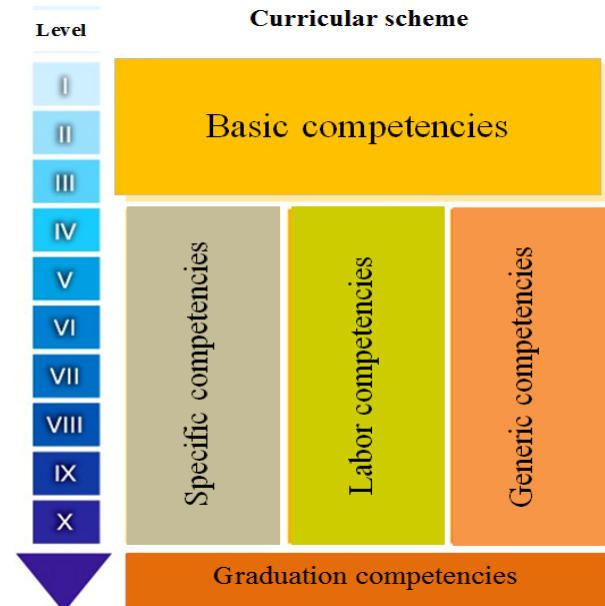 Level
Curricular scheme
I
II
III
IV
V
VI
VII
VIII
IX
X
Basic competencies
Specific competencies
Labor competencies
Generic competencies
Graduation competencies